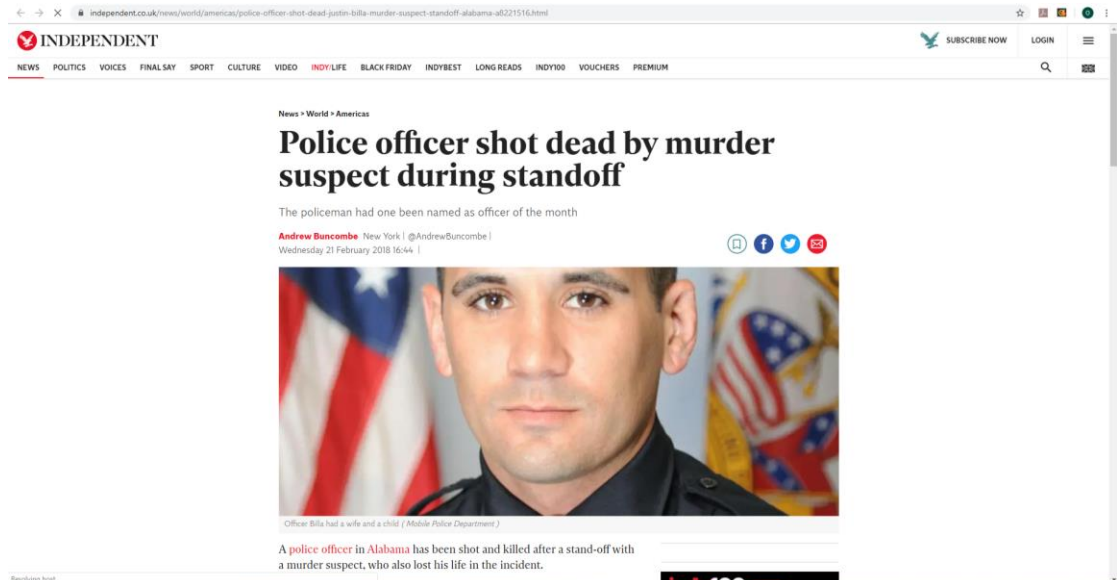 independent.co.uk/news/world/americas/police-officer-shot-dead-justin-billa-murder-suspect-standoff-alabama-a8221516.html
INDEPENDENT
SUBSCRIBE NOW LOGIN
NEWS POLITICS VOICES FINAL SAY SPORT CULTURE VIDEO INDY/LIFE BLACK FRIDAY INDYBEST LONG READS INDY100 VOUCHERS PREMIUM
News > World > Americas
Police officer shot dead by murder
suspect during standoff
The policeman had one been named as officer of the month
Andrew Buncombe New York | @AndrewBuncombe |
Wednesday 21 February 2018 16:44 |
Officer Billa had a wife and a child ( Mobile Police Department )
A police officer in Alabama has been shot and killed after a stand-off with
a murder suspect, who also lost his life in the incident.
Resolving host